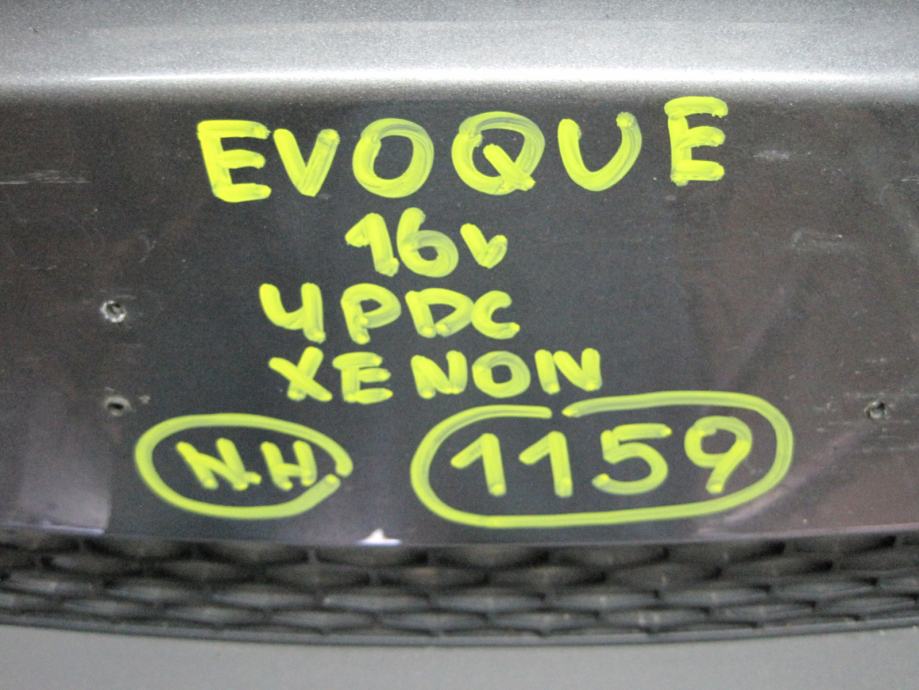 EVOQUE
16v
4PDC
XENON
N.H 1159